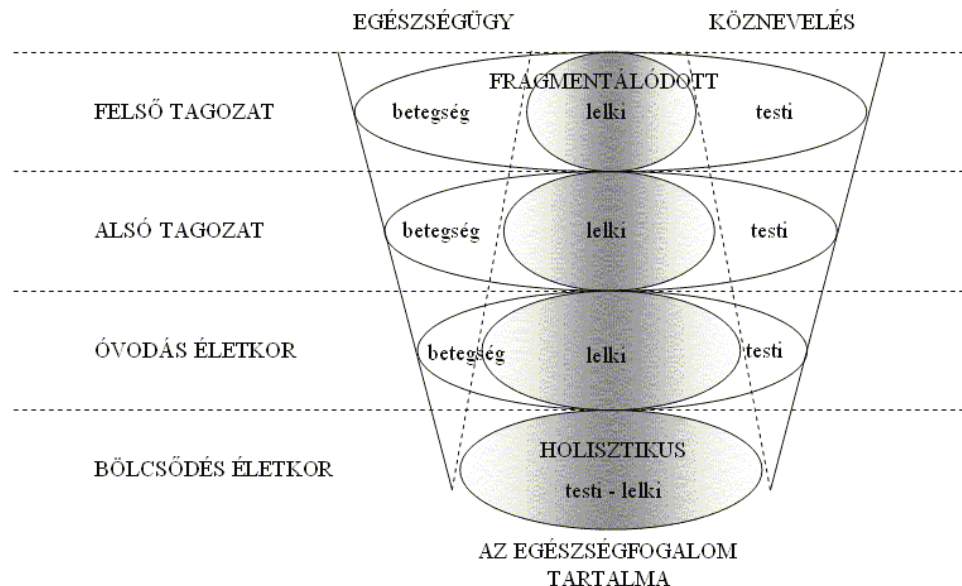 EGÉSZSÉGÜGY KÖZNEVELÉS
FRAGMENTÁLÓDOTT
FELSŐ TAGOZAT betegség lelki testi
ALSÓ TAGOZAT betegség lelki testi
ÓVODÁS ÉLETKOR betegség lelki testi
HOLISZTIKUS
BÖLCSŐDÉS ÉLETKOR
testi - lelki
AZ EGÉSZSÉGFOGALOM
TARTALMA